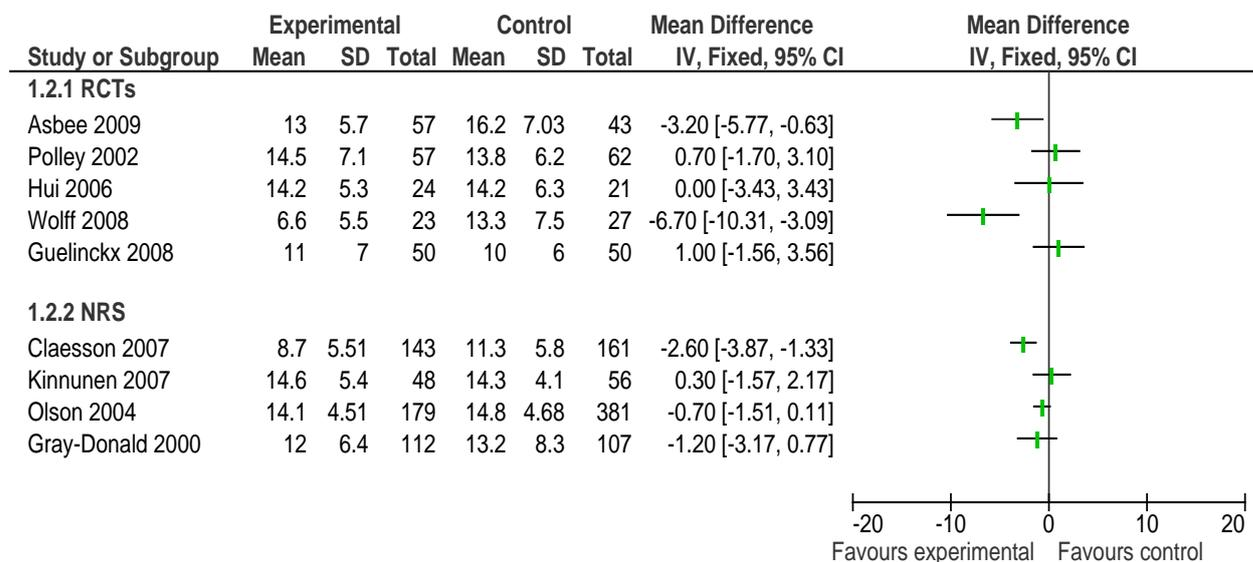 Experimental Control Mean Difference Mean Difference
Study or Subgroup Mean SD Total Mean SD Total IV, Fixed, 95% CI IV, Fixed, 95% CI
1.2.1 RCTs
Asbee 2009 13 5.7 57 16.2 7.03 43 -3.20 [-5.77, -0.63]
Polley 2002 14.5 7.1 57 13.8 6.2 62 0.70 [-1.70, 3.10]
Hui 2006 14.2 5.3 24 14.2 6.3 21 0.00 [-3.43, 3.43]
Wolff 2008 6.6 5.5 23 13.3 7.5 27 -6.70 [-10.31, -3.09]
Guelinckx 2008 11 7 50 10 6 50 1.00 [-1.56, 3.56]
1.2.2 NRS
Claesson 2007 8.7 5.51 143 11.3 5.8 161 -2.60 [-3.87, -1.33]
Kinnunen 2007 14.6 5.4 48 14.3 4.1 56 0.30 [-1.57, 2.17]
Olson 2004 14.1 4.51 179 14.8 4.68 381 -0.70 [-1.51, 0.11]
Gray-Donald 2000 12 6.4 112 13.2 8.3 107 -1.20 [-3.17, 0.77]
-20 -10 0 10 20
Favours experimental Favours control